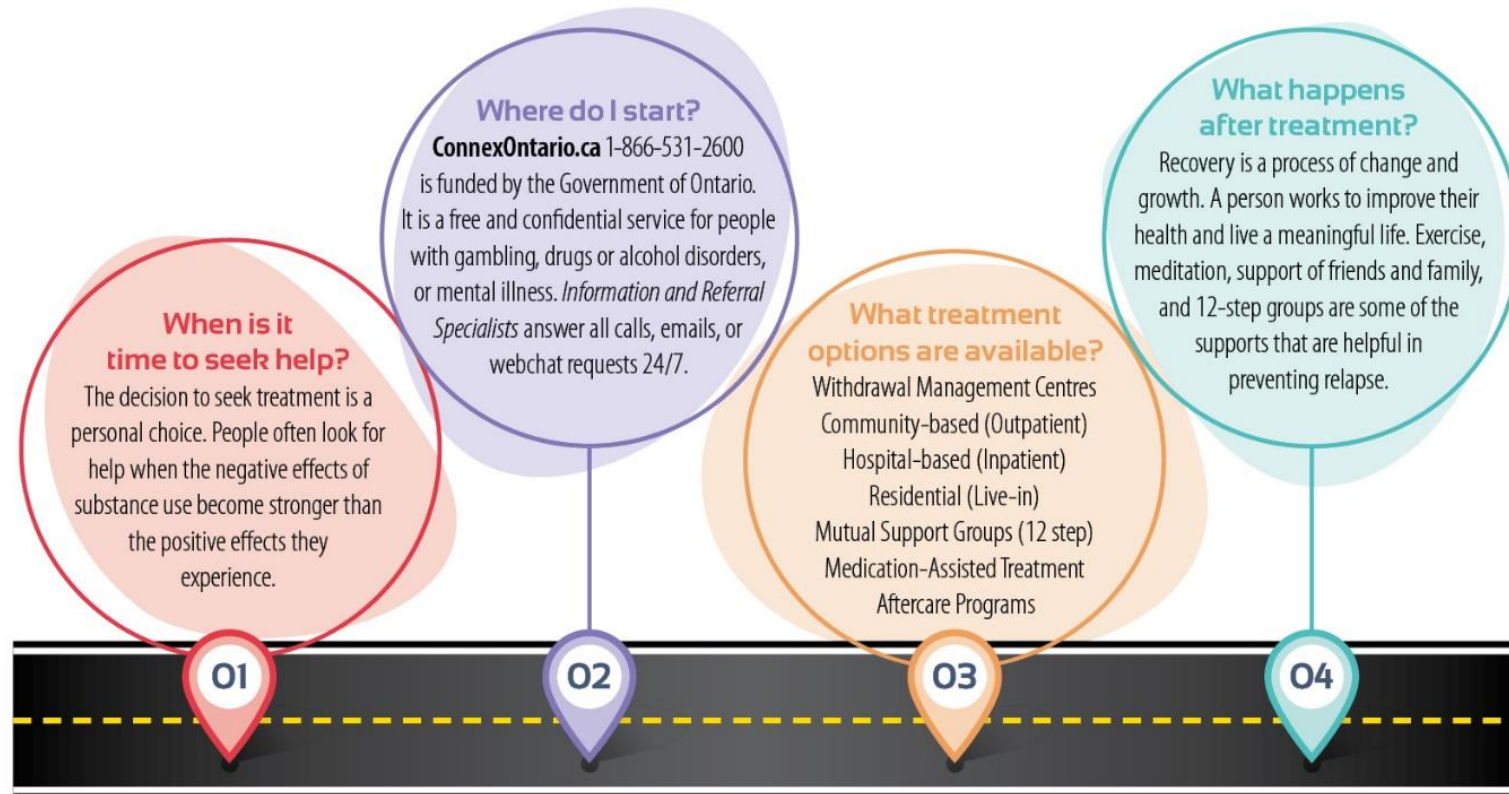 When is it
time to seek help?
The decision to seek treatment is a
personal choice. People often look for
help when the negative effects of
substance use become stronger than
the positive effects they
experience.
01
Where do I start?
ConnexOntario.ca 1-866-531-2600
is funded by the Government of Ontario.
It is a free and confidential service for people
with gambling, drugs or alcohol disorders,
or mental illness. Information and Referral
Specialists answer all calls, emails, or
webchat requests 24/7.
02
What treatment
options are available?
Withdrawal Management Centres
Community-based (Outpatient)
Hospital-based (Inpatient)
Residential (Live-in)
Mutual Support Groups (12 step)
Medication-Assisted Treatment
Aftercare Programs
03
What happens
after treatment?
Recovery is a process of change and
growth. A person works to improve their
health and live a meaningful life. Exercise,
meditation, support of friends and family,
and 12-step groups are some of the
supports that are helpful in
preventing relapse.
04